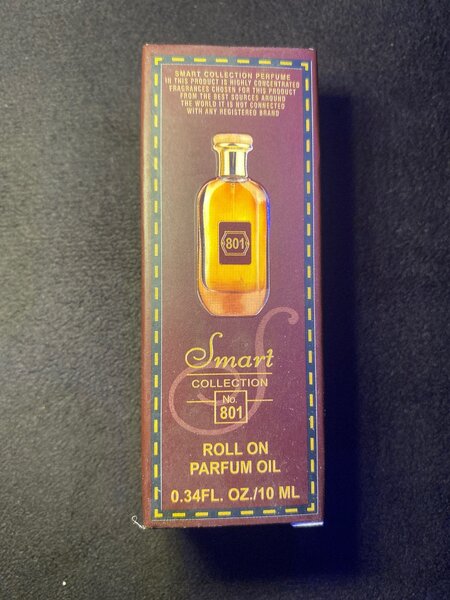 SMART COLLECTION PERFUME
IN THIS PRODUCT IS HIGHLY CONCENTRATED
FRAGRANCES CHOSEN FOR THIS PRODUCT
FROM THE BEST SOURCES AROUND
THE WORLD IT IS NOT CONNECTED
WITH ANY REGISTERED BRAND
801
Smart
COLLECTION
No.
801
ROLL ON
PARFUM OIL
0.34FL. OZ./10 ML